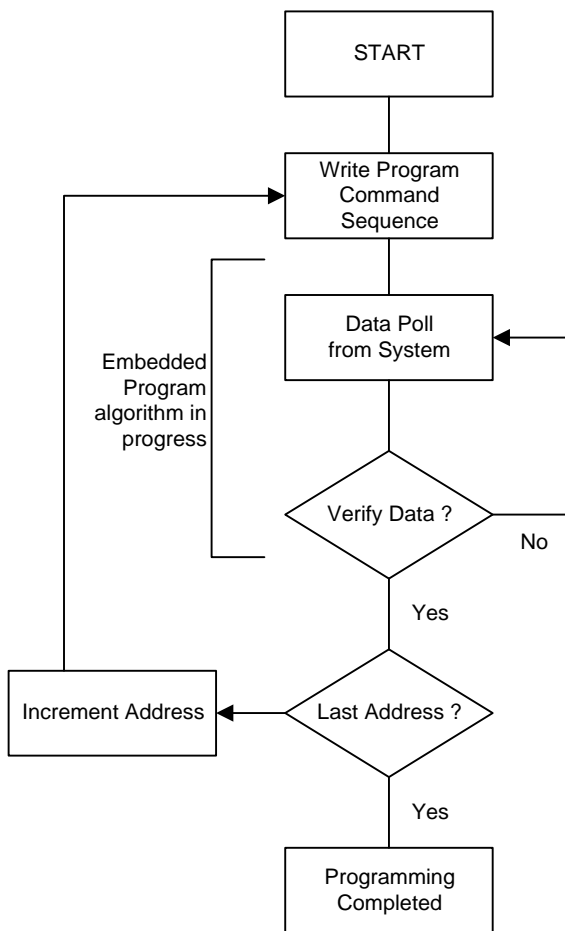 START
Write Program
Command
Sequence
Data Poll
from System
Embedded
Program
algorithm in
progress
Verify Data ?
No
Yes
Increment Address
Last Address ?
Yes
Programming
Completed